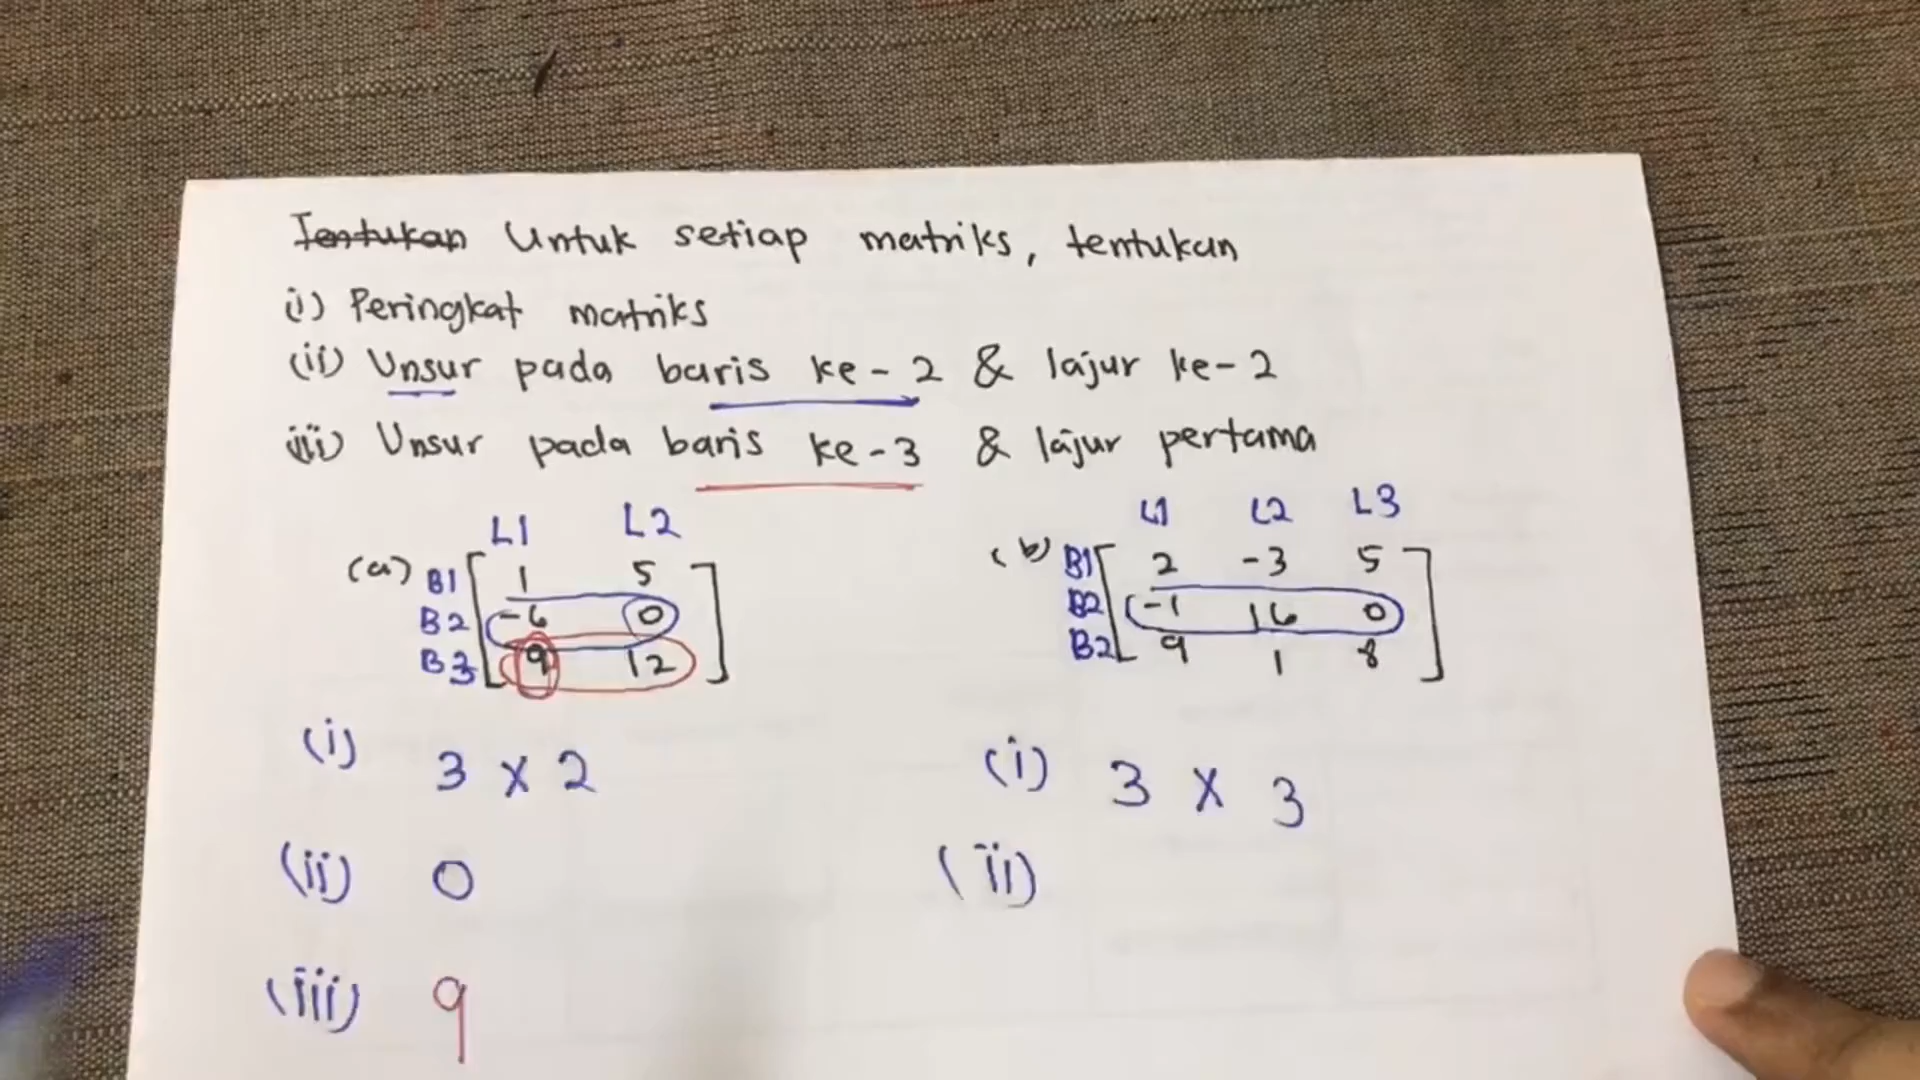 Tentukan Untuk setiap matriks, tentukan
(i) Peringkat matriks
(ii) Unsur pada baris ke-2 & lajur ke-2
(iii) Unsur pada baris ke-3 & lajur pertama
L1 L2
(a) B1 1 5
B2 -6 0
B3 9 12
L1 L2 L3
(b) B1 2 -3 5
B2 -1 16 0
B2 9 1 8
(i) 3 x 2
(ii) 0
(iii) 9
(i) 3 x 3
(ii)